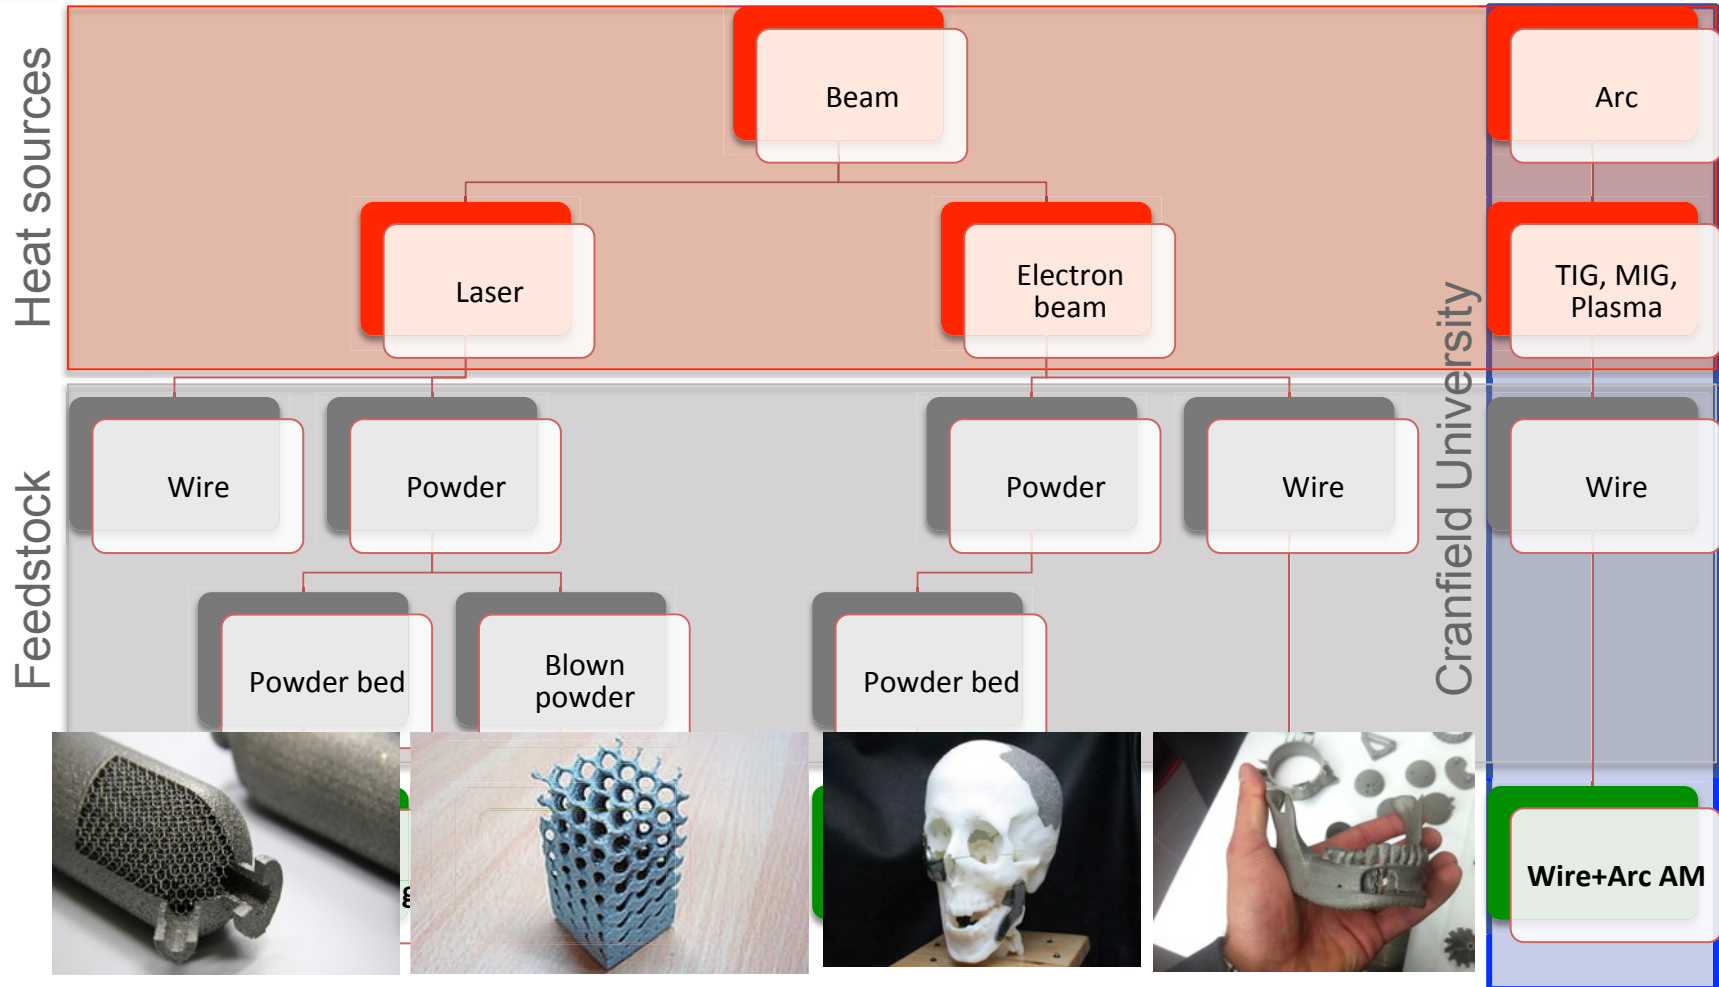 Heat sources
Beam
Arc
Laser
Electron
beam
TIG, MIG,
Plasma
Feedstock
Cranfield University
Wire
Powder
Powder
Wire
Wire
Powder bed
Blown
powder
Powder bed
Wire+Arc AM